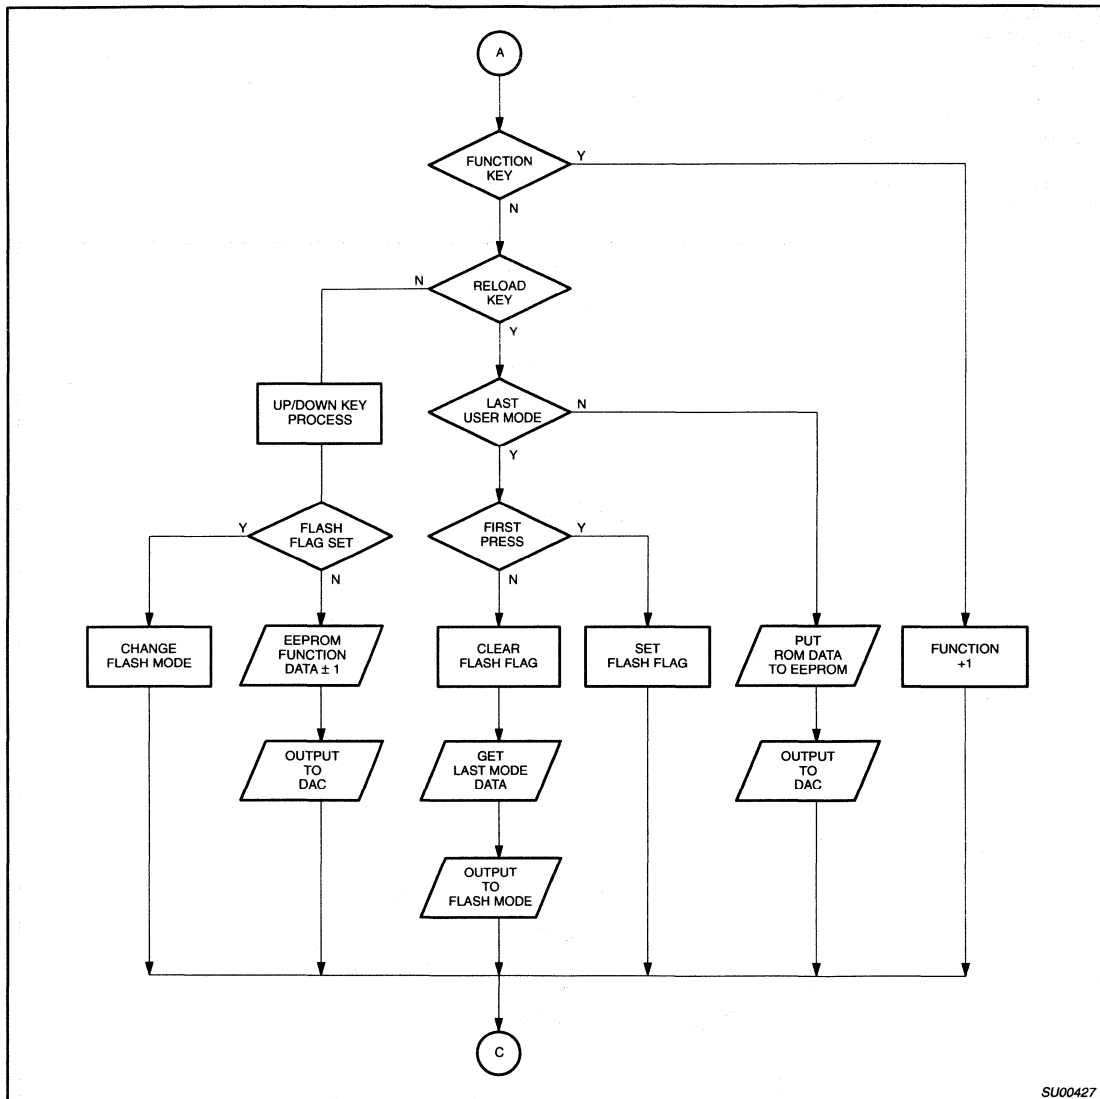 A
FUNCTION
KEY
Y
N
RELOAD
KEY
N
Y
UP/DOWN KEY
PROCESS
LAST
USER MODE
N
Y
FLASH
FLAG SET
Y
N
FIRST
PRESS
Y
N
CHANGE
FLASH MODE
EEPROM
FUNCTION
DATA ± 1
CLEAR
FLASH FLAG
SET
FLASH FLAG
PUT
ROM DATA
TO EEPROM
FUNCTION
+1
OUTPUT
TO
DAC
GET
LAST MODE
DATA
OUTPUT
TO
DAC
OUTPUT
TO
FLASH MODE
C
SU00427